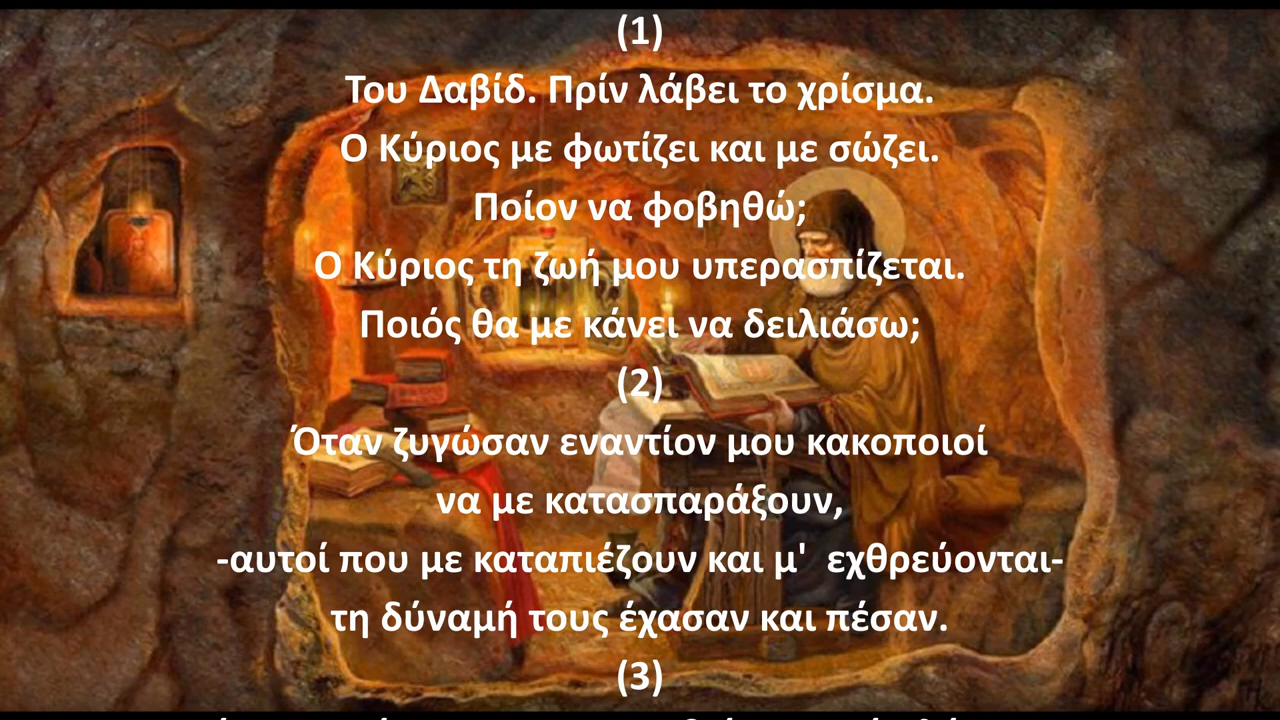 (1)
Του Δαβίδ. Πρίν λάβει το χρίσμα.
Ο Κύριος με φωτίζει και με σώζει.
Ποίον να φοβηθώ;
Ο Κύριος τη ζωή μου υπερασπίζεται.
Ποιός θα με κάνει να δειλιάσω;
(2)
Όταν ζυγώσαν εναντίον μου κακοποιοί
να με κατασπαράξουν,
-αυτοί που με καταπιέζουν και μ'  εχθρεύονται-
τη δύναμή τους έχασαν και πέσαν.
(3)